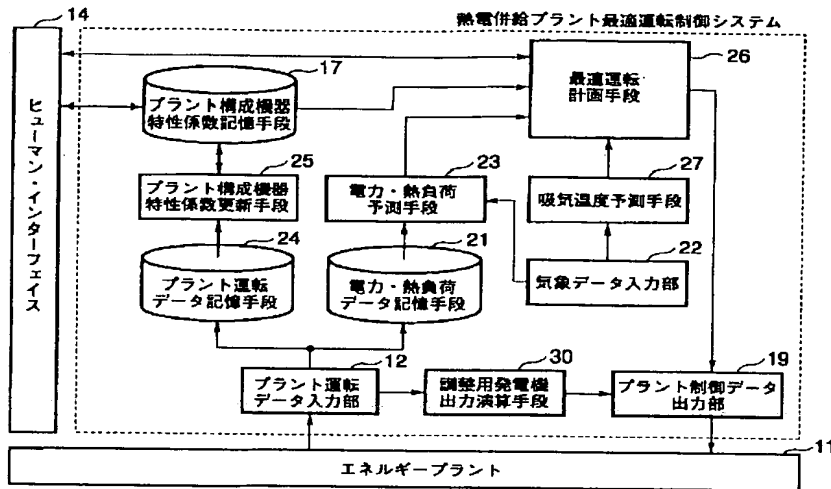 熱電併給プラント最適運転制御システム
14
ヒューマン・インターフェイス
17
プラント構成機器
特性係数記憶手段
26
最適運転
計画手段
25
プラント構成機器
特性係数更新手段
23
電力・熱負荷
予測手段
27
吸気温度予測手段
24
プラント運転
データ記憶手段
21
電力・熱負荷
データ記憶手段
22
気象データ入力部
12
プラント運転
データ入力部
30
調整用発電機
出力演算手段
19
プラント制御データ
出力部
11
エネルギープラント